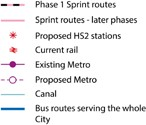 Phase 1 Sprint routes
Sprint routes - later phases
Proposed HS2 stations
Current rail
Existing Metro
Proposed Metro
Canal
Bus routes serving the whole
City